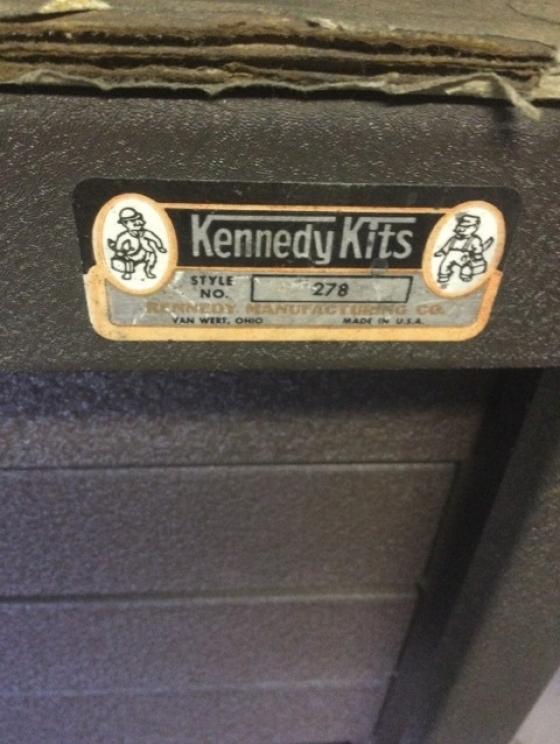 Kennedy Kits
STYLE
NO.
278
KENNEDY MANUFACTURING CO.
VAN WERT, OHIO MADE IN U.S.A.